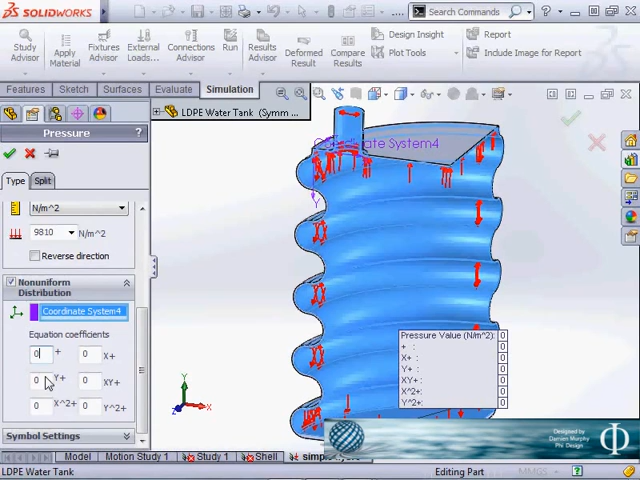 SOLIDWORKS
Search Commands
Study Advisor
Apply Material
Fixtures Advisor
External Loads...
Connections Advisor
Run
Results Advisor
Deformed Result
Compare Results
Design Insight
Plot Tools
Report
Include Image for Report
Features
Sketch
Surfaces
Evaluate
Simulation
Pressure
?
LDPE Water Tank (Symm
Type
Split
N/m^2
9810
N/m^2
Reverse direction
Nonuniform Distribution
Coordinate System4
Equation coefficients
0 + 0 X+
0 Y+ 0 XY+
0 X^2+ 0 Y^2+
Symbol Settings
Coordinate System4
Y
Y
X
Z
Pressure Value (N/m^2): 0
+ : 0
X+ : 0
Y+ : 0
XY+ : 0
X^2+: 0
Y^2+: 0
Designed by
Damien Murphy
Phi Design
Model
Motion Study 1
Study 1
Shell
LDPE Water Tank
Editing Part
MMGS
?